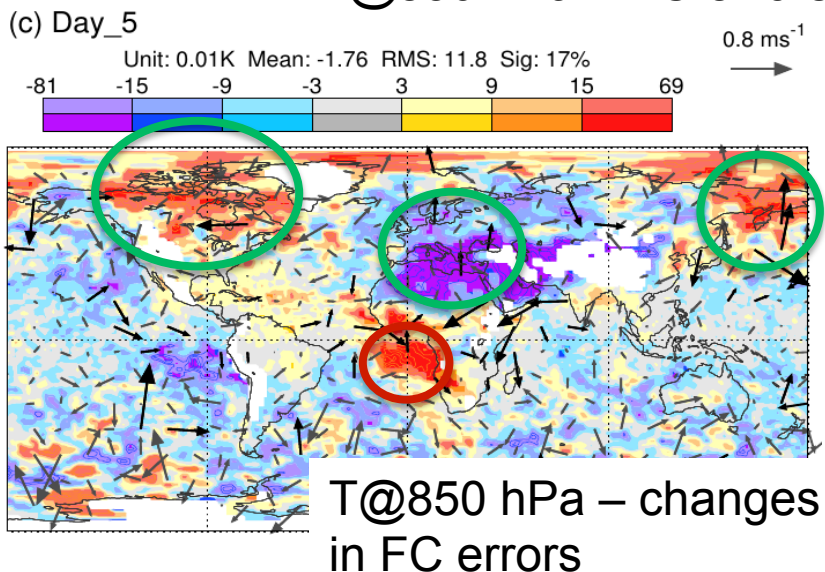 (c) Day_5
0.8 ms-1
Unit: 0.01K Mean: -1.76 RMS: 11.8 Sig: 17%
-81 -15 -9 -3 3 9 15 69
T@850 hPa – changes
in FC errors